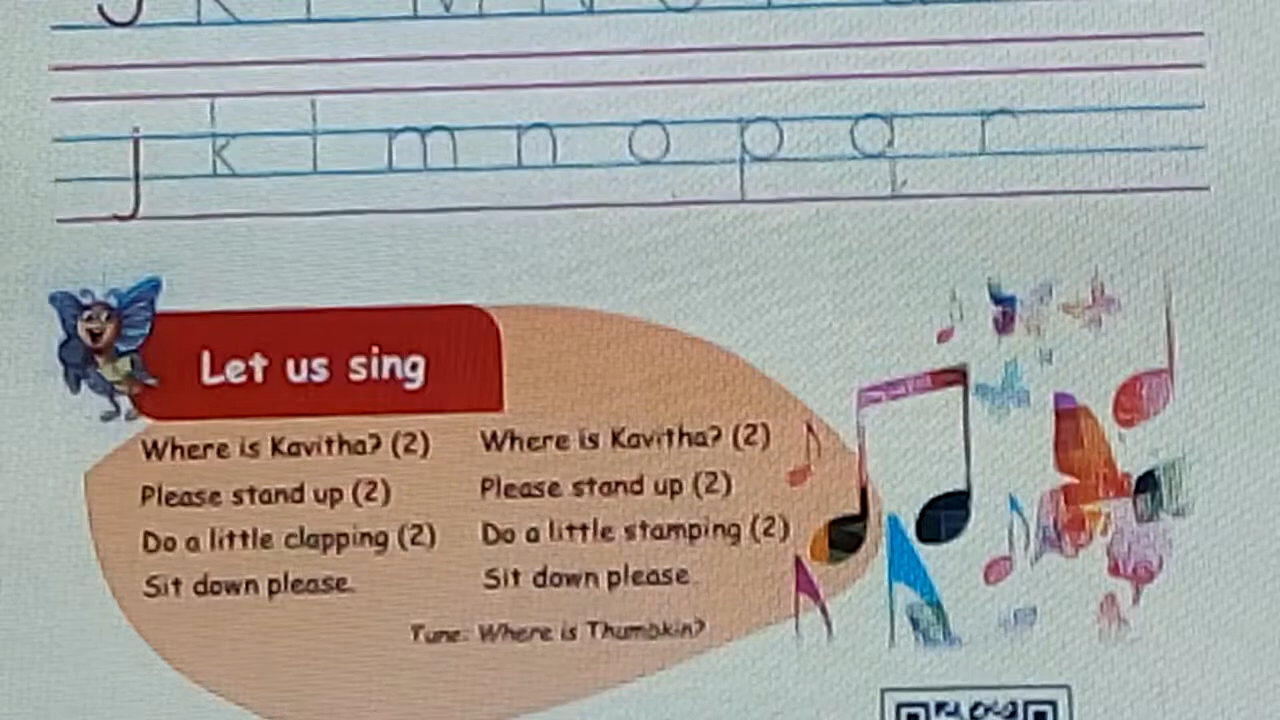 j k l m n o p q r
Let us sing
Where is Kavitha? (2)
Please stand up (2)
Do a little clapping (2)
Sit down please.
Where is Kavitha? (2)
Please stand up (2)
Do a little stamping (2)
Sit down please.
Tune: Where is Thumbkin?